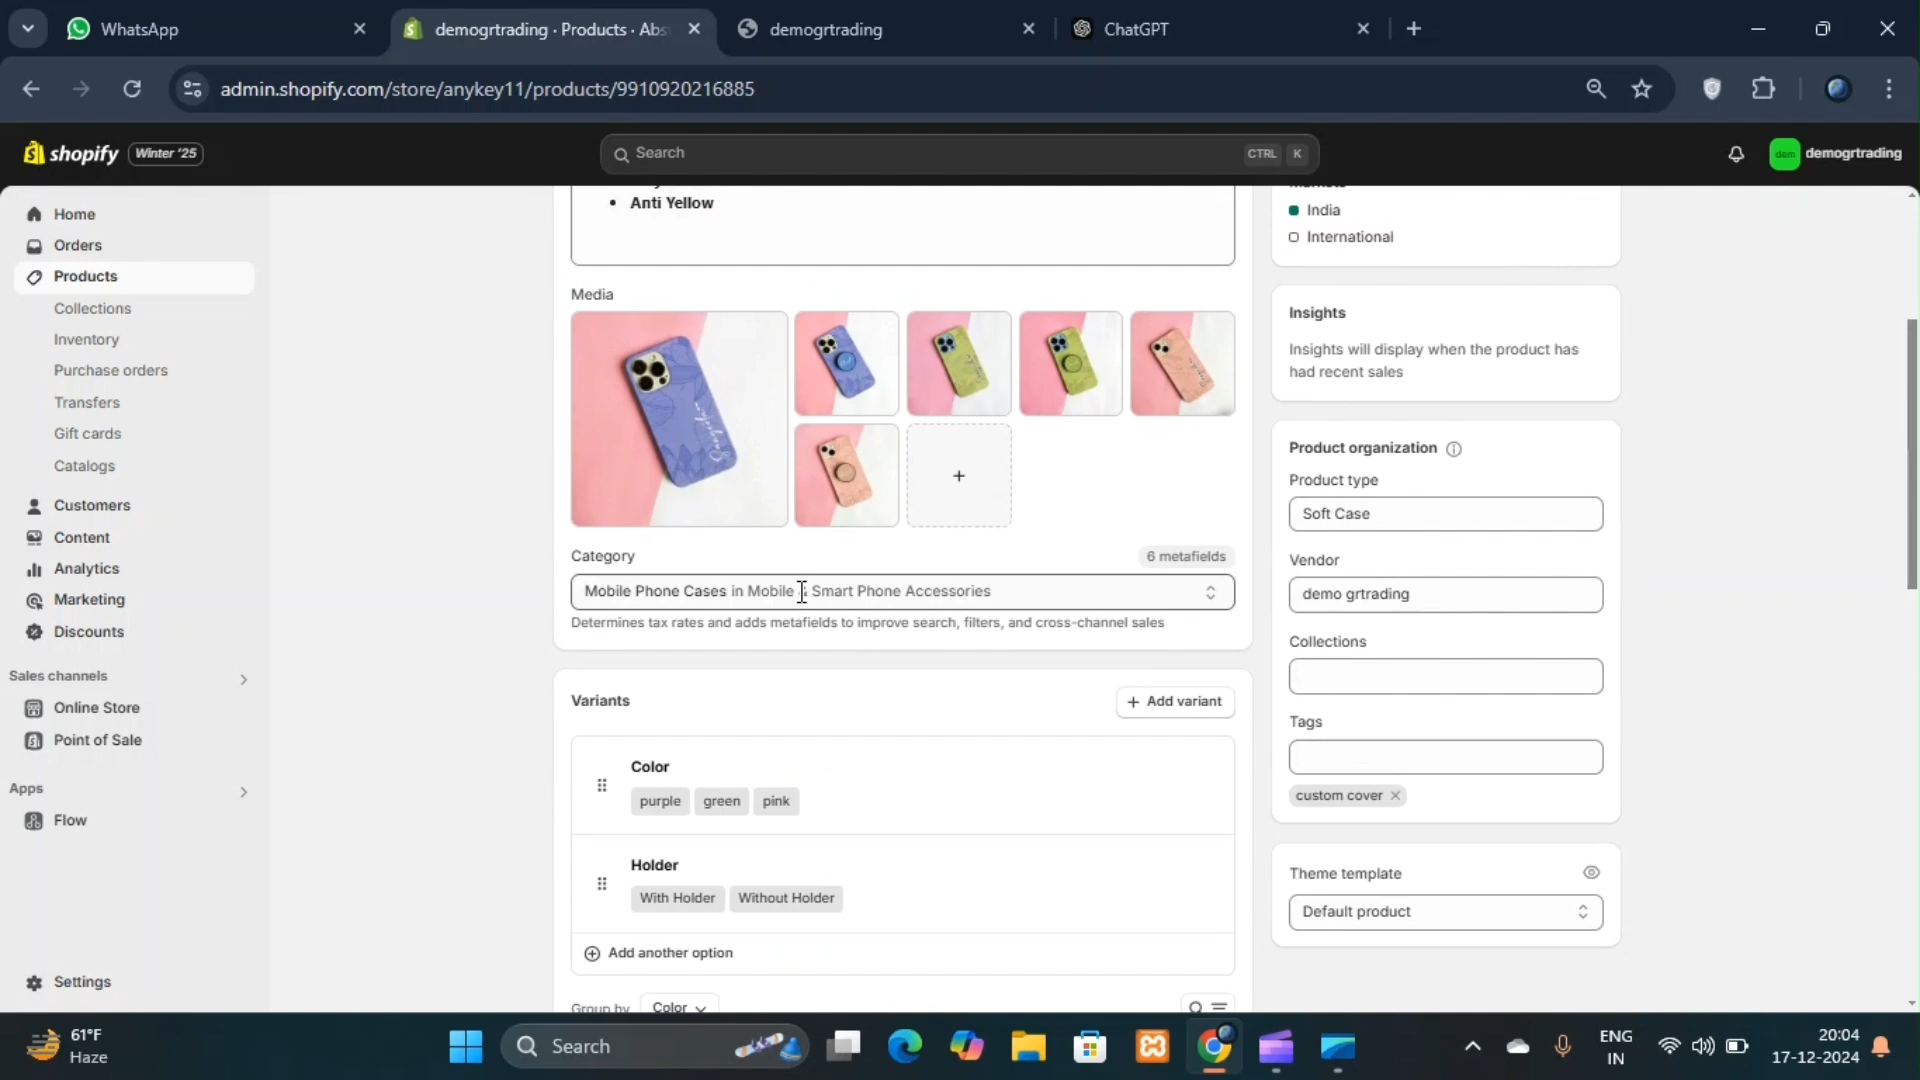 WhatsApp
demogrtrading · Products · Abs
demogrtrading
ChatGPT
admin.shopify.com/store/anykey11/products/9910920216885
shopify
Winter '25
Search
CTRL
K
dem
demogrtrading
Home
Orders
Products
Collections
Inventory
Purchase orders
Transfers
Gift cards
Catalogs
Customers
Content
Analytics
Marketing
Discounts
Sales channels
Online Store
Point of Sale
Apps
Flow
Settings
Anti Yellow
Media
Category
6 metafields
Mobile Phone Cases in Mobile & Smart Phone Accessories
Determines tax rates and adds metafields to improve search, filters, and cross-channel sales
Variants
Add variant
Color
purple
green
pink
Holder
With Holder
Without Holder
Add another option
Group by
Color
Markets
India
International
Insights
Insights will display when the product has
had recent sales
Product organization
Product type
Soft Case
Vendor
demo grtrading
Collections
Tags
custom cover
Theme template
Default product
61°F
Haze
Search
ENG
IN
20:04
17-12-2024